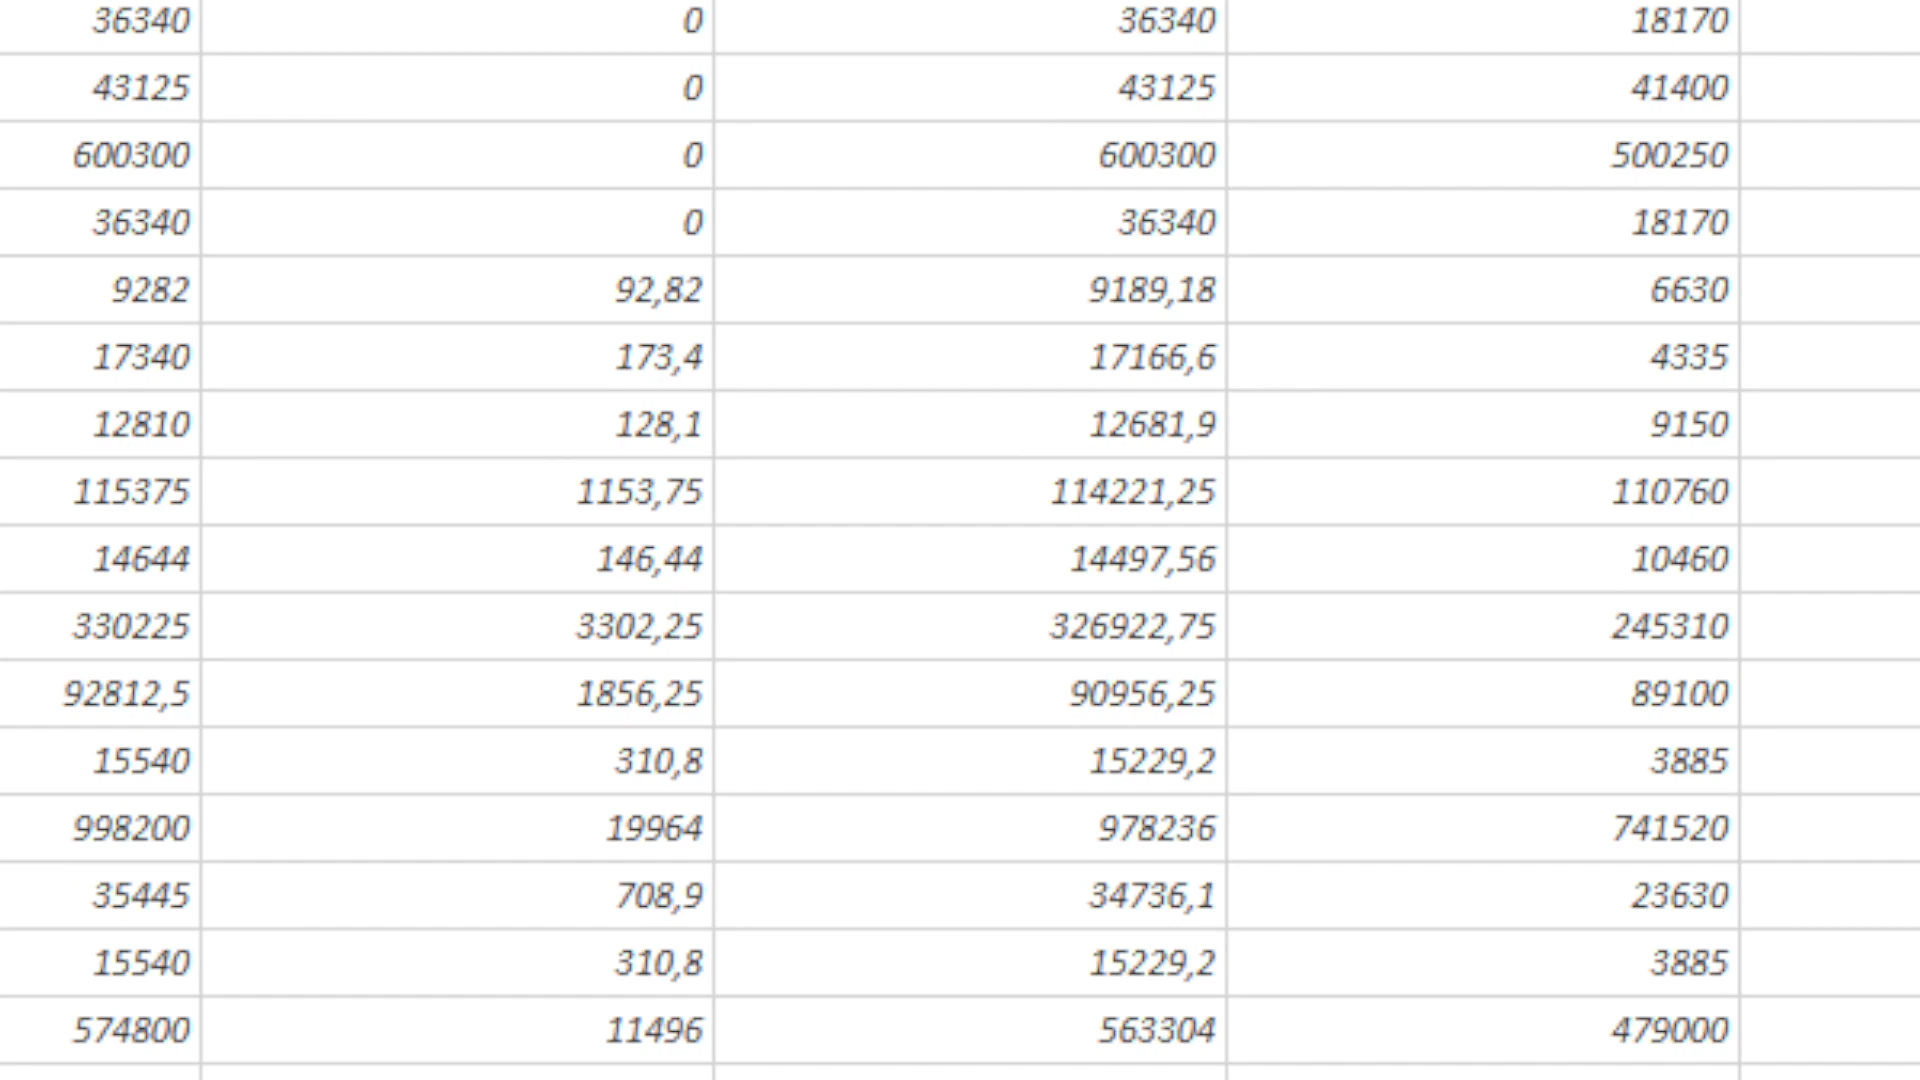 36340 0 36340 18170
43125 0 43125 41400
600300 0 600300 500250
36340 0 36340 18170
9282 92,82 9189,18 6630
17340 173,4 17166,6 4335
12810 128,1 12681,9 9150
115375 1153,75 114221,25 110760
14644 146,44 14497,56 10460
330225 3302,25 326922,75 245310
92812,5 1856,25 90956,25 89100
15540 310,8 15229,2 3885
998200 19964 978236 741520
35445 708,9 34736,1 23630
15540 310,8 15229,2 3885
574800 11496 563304 479000